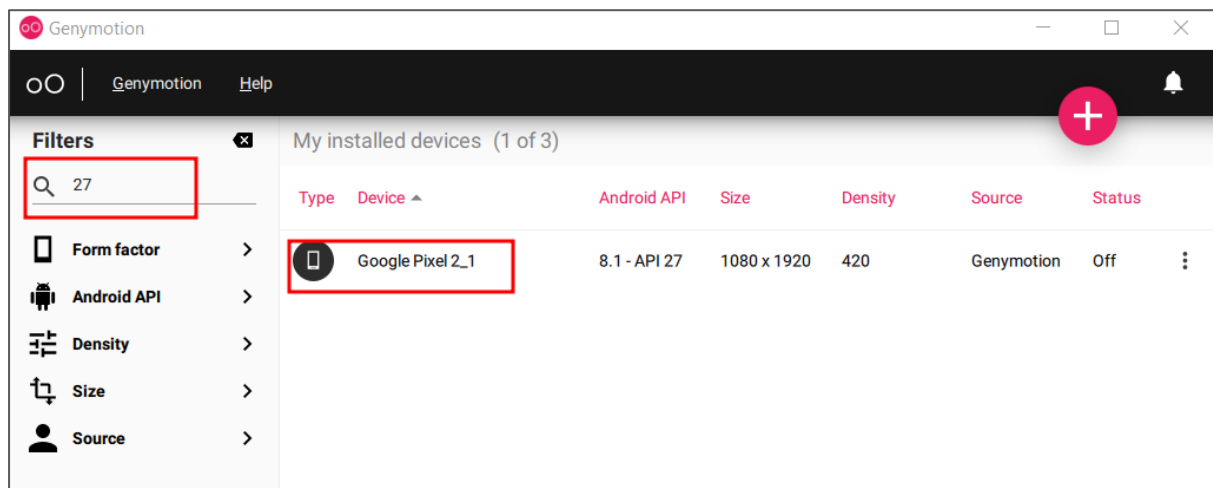 oO Genymotion
oO Genymotion Help
Filters
My installed devices (1 of 3)
27
Type Device Android API Size Density Source Status
Form factor
Google Pixel 2_1 8.1 - API 27 1080 x 1920 420 Genymotion Off
Android API
Density
Size
Source